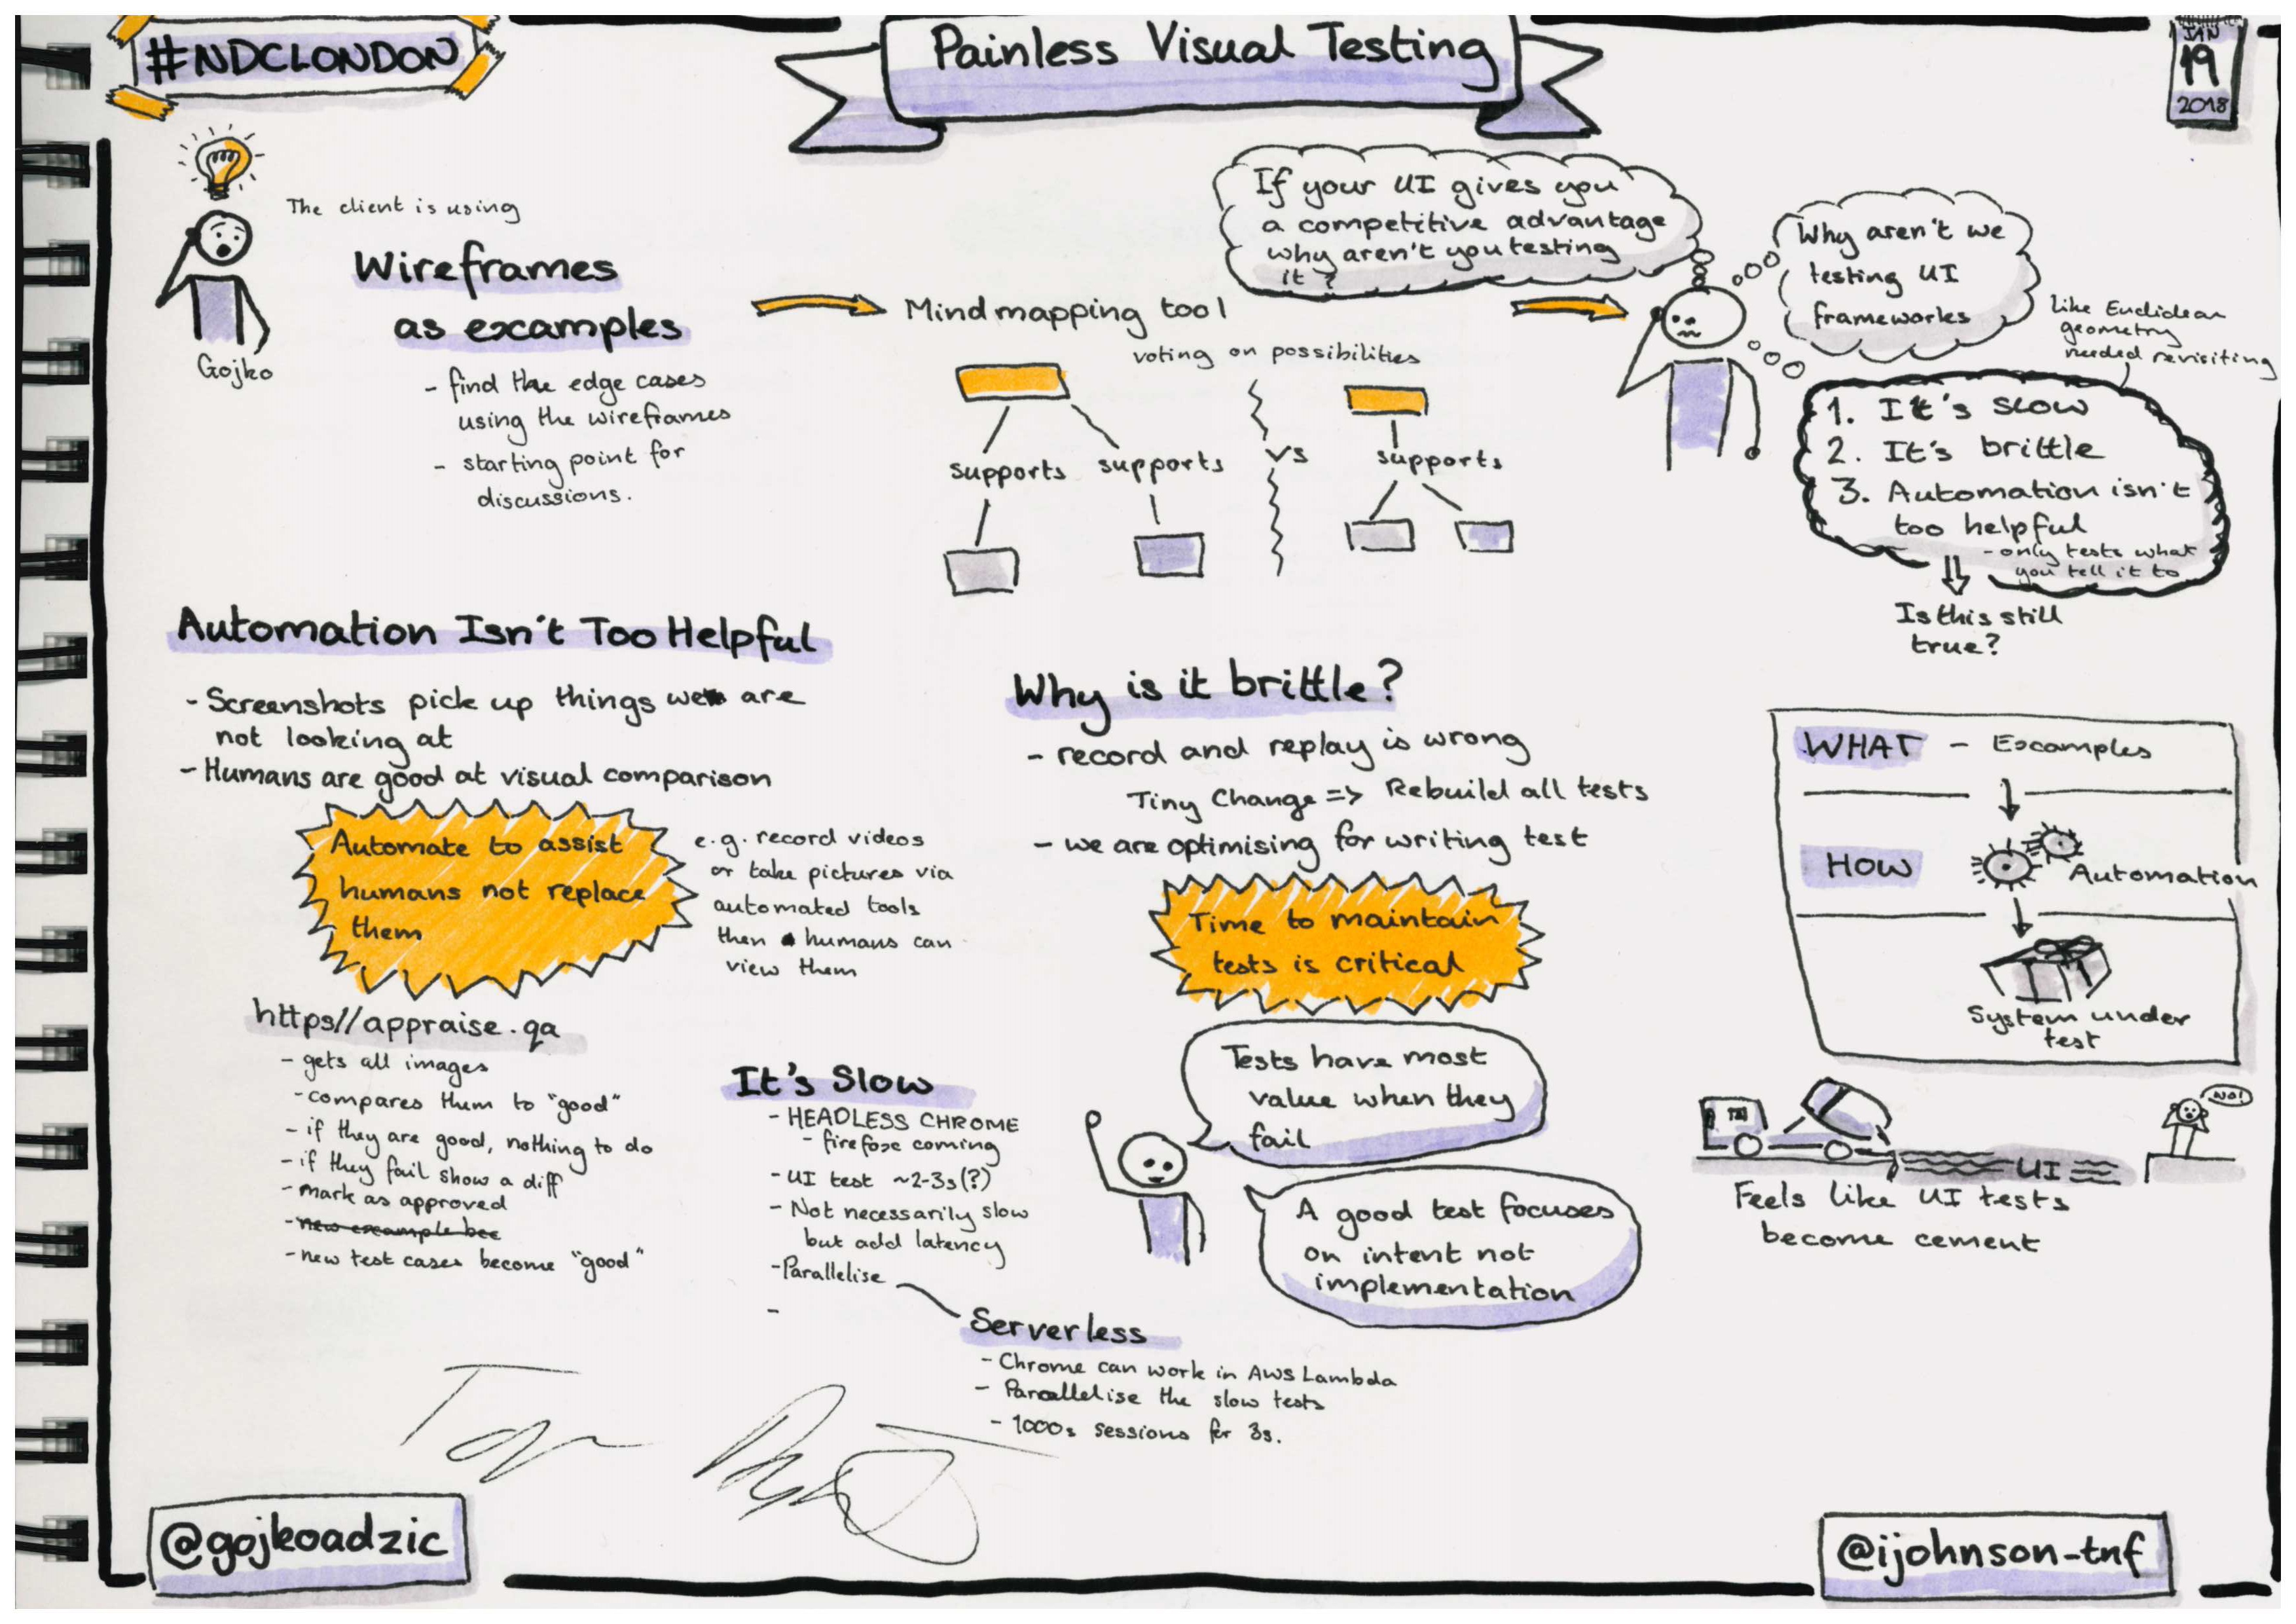 #NDCLONDON
Painless Visual Testing
JAN
19
2018
The client is using
Wireframes
as examples
Gojko
- find the edge cases
using the wireframes
- starting point for
discussions.
Mind mapping tool
voting on possibilities
supports
supports
vs
supports
If your UI gives you
a competitive advantage
why aren't you testing
it?
Why aren't we
testing UI
frameworks
like Euclidean
geometry
needed revisiting
1. It's slow
2. It's brittle
3. Automation isn't
too helpful
- only tests what
you tell it to
Is this still
true?
Automation Isn't Too Helpful
- Screenshots pick up things we are
not looking at
- Humans are good at visual comparison
Automate to assist
humans not replace
them
e.g. record videos
or take pictures via
automated tools
then humans can
view them
https//appraise.qa
- gets all images
- compares them to "good"
- if they are good, nothing to do
- if they fail show a diff
- mark as approved
- new example bec
- new test cases become "good"
It's Slow
- HEADLESS CHROME
- firefox coming
- UI test ~2-3s(?)
- Not necessarily slow
but add latency
- Parallelise
-
Serverless
- Chrome can work in AWS Lambda
- Parallelise the slow tests
- 1000s sessions for 3s.
Why is it brittle?
- record and replay is wrong
Tiny Change => Rebuild all tests
- we are optimising for writing test
Time to maintain
tests is critical
Tests have most
value when they
fail
A good test focuses
on intent not
implementation
WHAT - Examples
HOW
Automation
System under
test
NO!
UI
Feels like UI tests
become cement
@gojkoadzic
@ijohnson-tnf